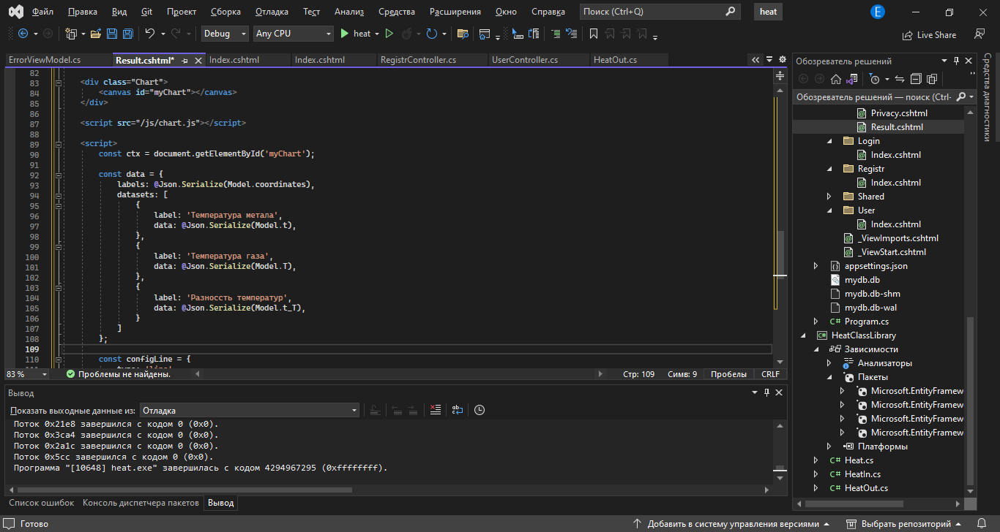 Файл Правка Вид Git Проект Сборка Отладка Тест Анализ Средства Расширения Окно Справка Поиск (Ctrl+Q) heat E
Debug Any CPU heat Live Share
ErrorViewModel.cs Result.cshtml* Index.cshtml Index.cshtml RegistrController.cs UserController.cs HeatOut.cs
82
83 <div class="Chart">
84 <canvas id="myChart"></canvas>
85 </div>
86
87 <script src="/js/chart.js"></script>
88
89 <script>
90 const ctx = document.getElementById('myChart');
91
92 const data = {
93 labels: @Json.Serialize(Model.coordinates),
94 datasets: [
95 {
96 label: 'Температура метала',
97 data: @Json.Serialize(Model.t),
98 },
99 {
100 label: 'Температура газа',
101 data: @Json.Serialize(Model.T),
102 },
103 {
104 label: 'Разноссть температур',
105 data: @Json.Serialize(Model.t_T),
106 }
107 ]
108 };
109
110 const configLine = {
83 % Проблемы не найдены. Стр: 109 Симв: 9 Пробелы CRLF
Вывод
Показать выходные данные из: Отладка
Поток 0x21e8 завершился с кодом 0 (0x0).
Поток 0x3ca4 завершился с кодом 0 (0x0).
Поток 0x2a1c завершился с кодом 0 (0x0).
Поток 0x5cc завершился с кодом 0 (0x0).
Программа "[10648] heat.exe" завершилась с кодом 4294967295 (0xffffffff).
Список ошибок Консоль диспетчера пакетов Вывод
Обозреватель решений
Обозреватель решений — поиск (Ctrl-
Privacy.cshtml
Result.cshtml
Login
Index.cshtml
Registr
Index.cshtml
Shared
User
Index.cshtml
_ViewImports.cshtml
_ViewStart.cshtml
appsettings.json
mydb.db
mydb.db-shm
mydb.db-wal
C# Program.cs
C# HeatClassLibrary
Зависимости
Анализаторы
Пакеты
Microsoft.EntityFramew
Microsoft.EntityFramew
Microsoft.EntityFramew
Microsoft.EntityFramew
Платформы
C# Heat.cs
C# HeatIn.cs
C# HeatOut.cs
Средства диагностики
Готово Добавить в систему управления версиями Выбрать репозиторий